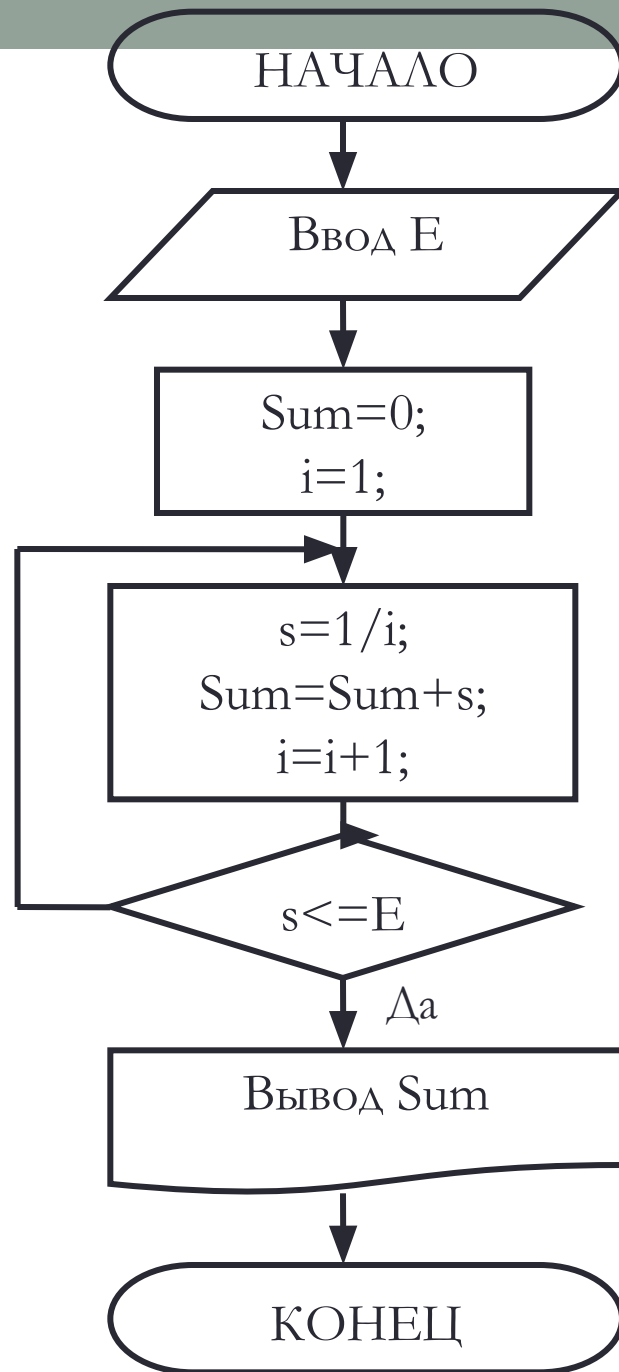 НАЧАЛО
Ввод E
Sum=0;
i=1;
s=1/i;
Sum=Sum+s;
i=i+1;
s<=E
Да
Вывод Sum
КОНЕЦ